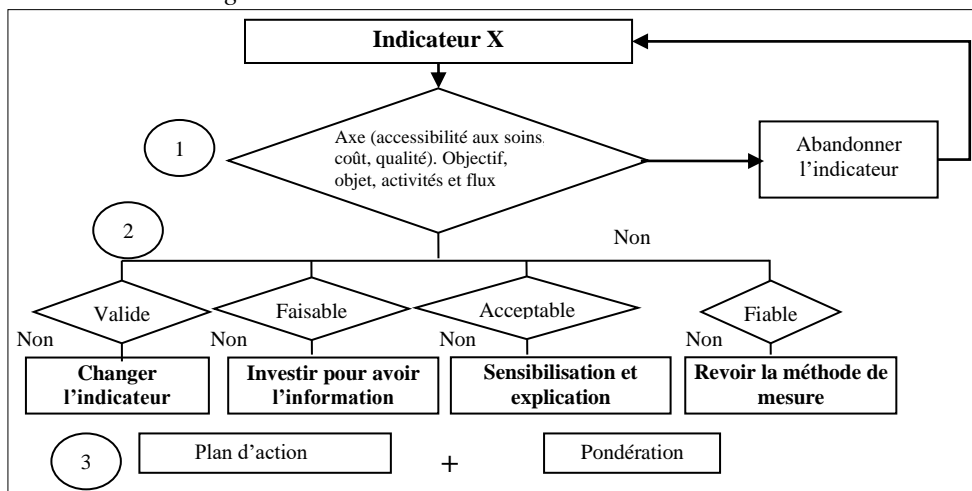 Indicateur X
1
Axe (accessibilité aux soins,
coût, qualité). Objectif,
objet, activités et flux
Abandonner
l’indicateur
2
Non
Valide
Faisable
Acceptable
Fiable
Non
Non
Non
Non
Changer
l’indicateur
Investir pour avoir
l’information
Sensibilisation et
explication
Revoir la méthode de
mesure
3
Plan d’action
+
Pondération